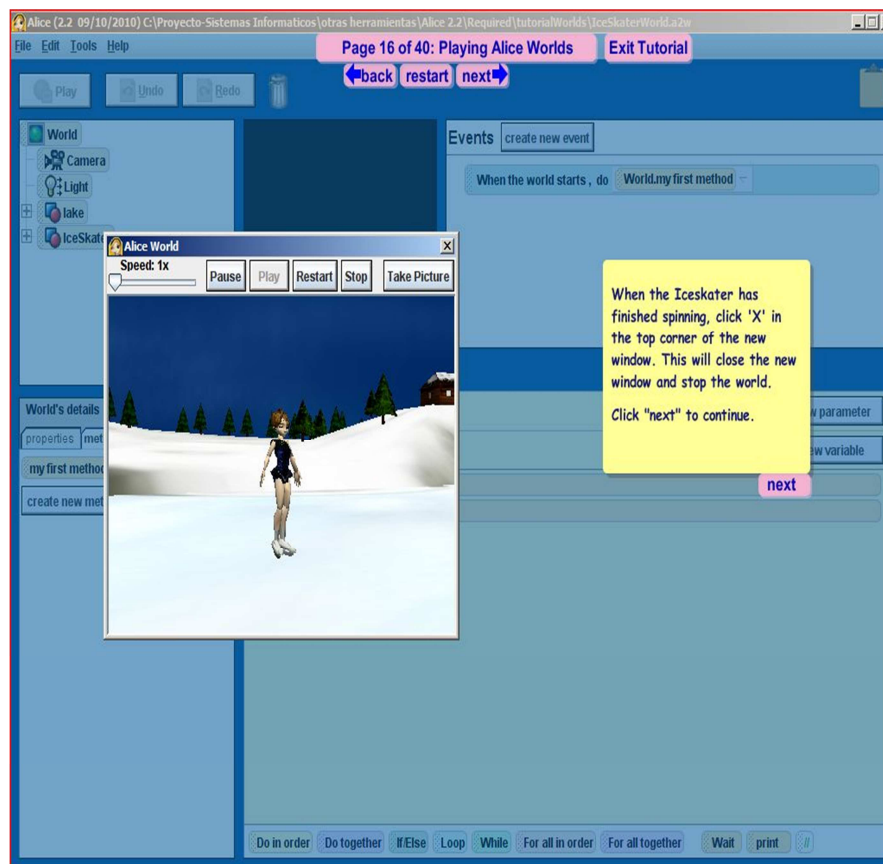 Alice (2.2 09/10/2010) C:\Proyecto-Sistemas Informaticos\otras herramientas\Alice 2.2\Required\tutorialWorlds\IceSkaterWorld.a2w
File Edit Tools Help
Page 16 of 40: Playing Alice Worlds
Exit Tutorial
back restart next
Play Undo Redo
World
Camera
Light
lake
IceSkate
Events create new event
When the world starts , do World.my first method
Alice World
X
Speed: 1x
Pause Play Restart Stop Take Picture
When the Iceskater has
finished spinning, click 'X' in
the top corner of the new
window. This will close the new
window and stop the world.
Click "next" to continue.
next
World's details
properties met
my first method
create new met
parameter
variable
Do in order Do together If/Else Loop While For all in order For all together Wait print //